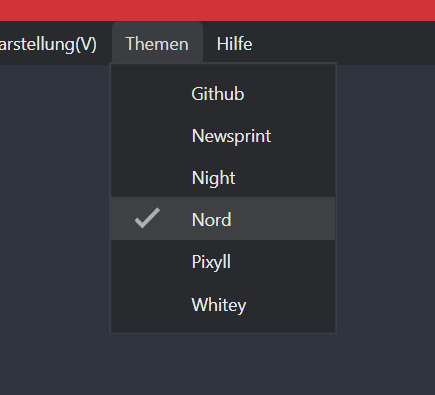 arstellung(V) Themen Hilfe
Github
Newsprint
Night
Nord
Pixyll
Whitey